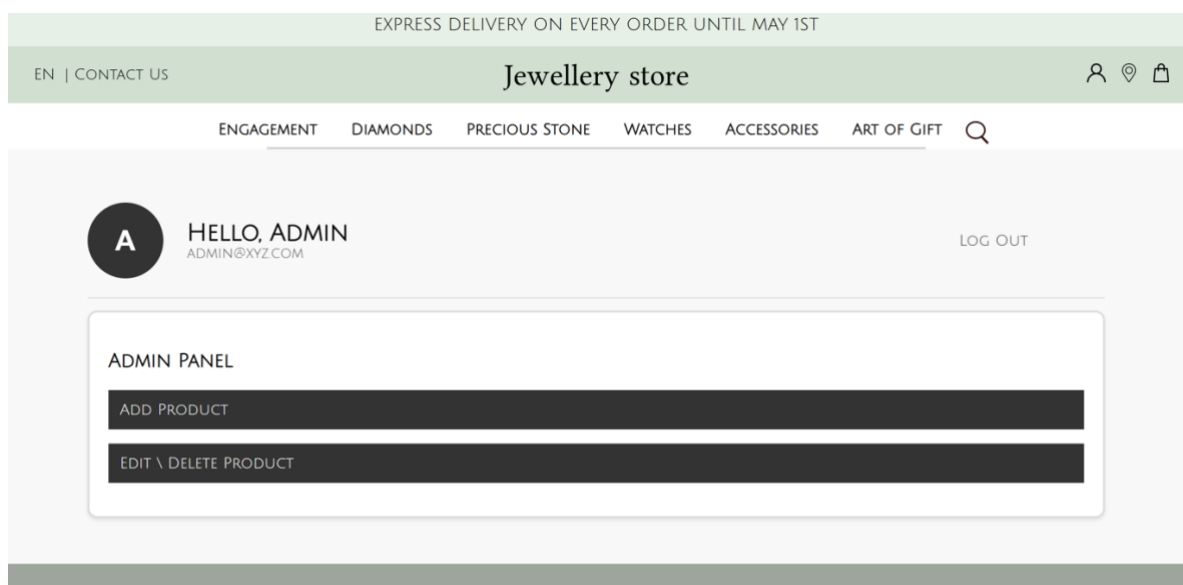 EXPRESS DELIVERY ON EVERY ORDER UNTIL MAY 1ST
EN | Contact Us
Jewellery store
Engagement Diamonds Precious Stone Watches Accessories Art of Gift
A
Hello, Admin
admin@xyz.com
Log Out
Admin Panel
Add Product
Edit \ Delete Product